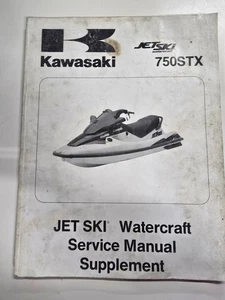 Kawasaki
JET SKI
750STX
JET SKI® Watercraft
Service Manual
Supplement